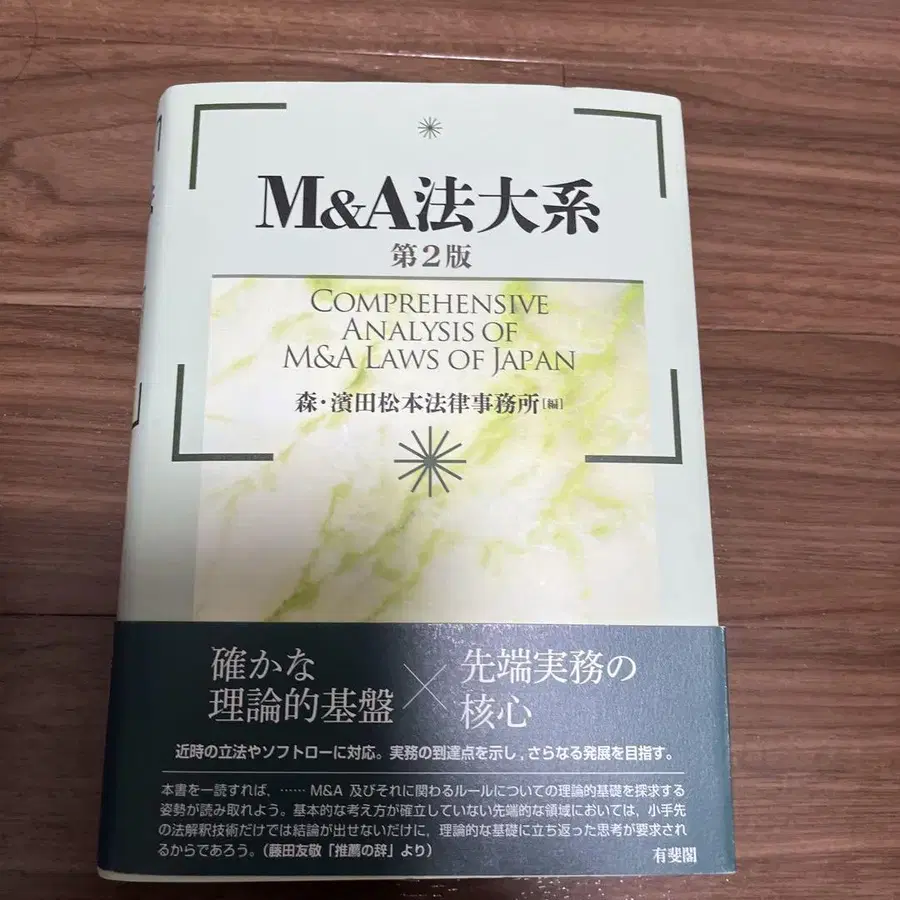 M&A法大系
第2版
COMPREHENSIVE
ANALYSIS OF
M&A LAWS OF JAPAN
森・濱田松本法律事務所[編]
確かな
理論的基盤
×
先端実務の
核心
近時の立法やソフトローに対応。実務の到達点を示し,さらなる発展を目指す。
本書を一読すれば,……M&A 及びそれに関わるルールについての理論的基礎を探求する
姿勢が読み取れよう。基本的な考え方が確立していない先端的な領域においては,小手先
の法解釈技術だけでは結論が出せないだけに,理論的な基礎に立ち返った思考が要求され
るからであろう。(藤田友敬「推薦の辞」より)
有斐閣